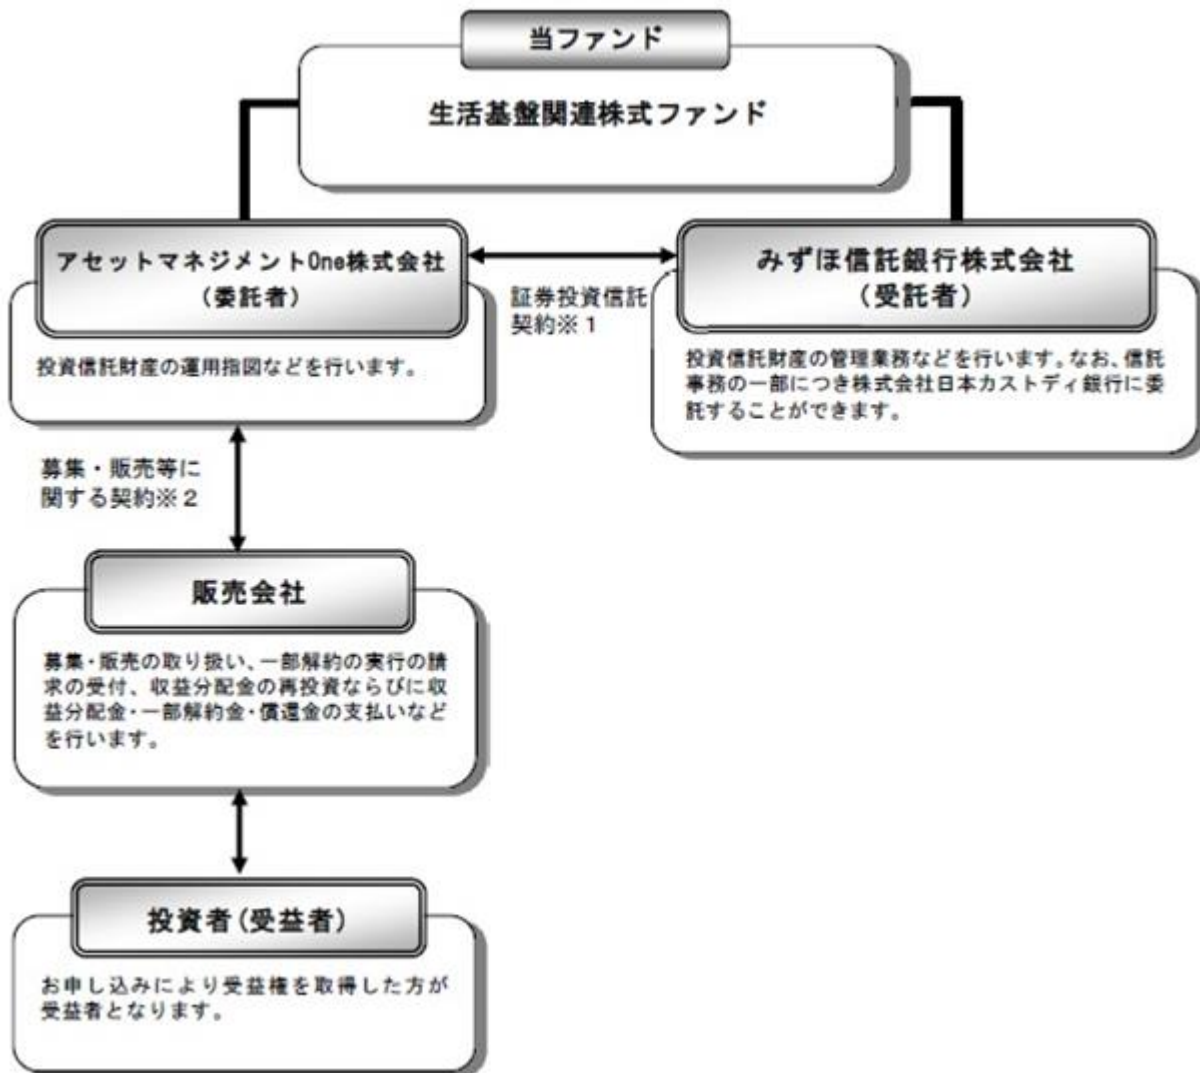 当ファンド
生活基盤関連株式ファンド
アセットマネジメントOne株式会社
(委託者)
投資信託財産の運用指図などを行います。
証券投資信託
契約※1
みずほ信託銀行株式会社
(受託者)
投資信託財産の管理業務などを行います。なお、信託
事務の一部につき株式会社日本カストディ銀行に委
託することができます。
募集・販売等に
関する契約※2
販売会社
募集・販売の取り扱い、一部解約の実行の請
求の受付、収益分配金の再投資ならびに収
益分配金・一部解約金・償還金の支払いなど
を行います。
投資者(受益者)
お申し込みにより受益権を取得した方が
受益者となります。